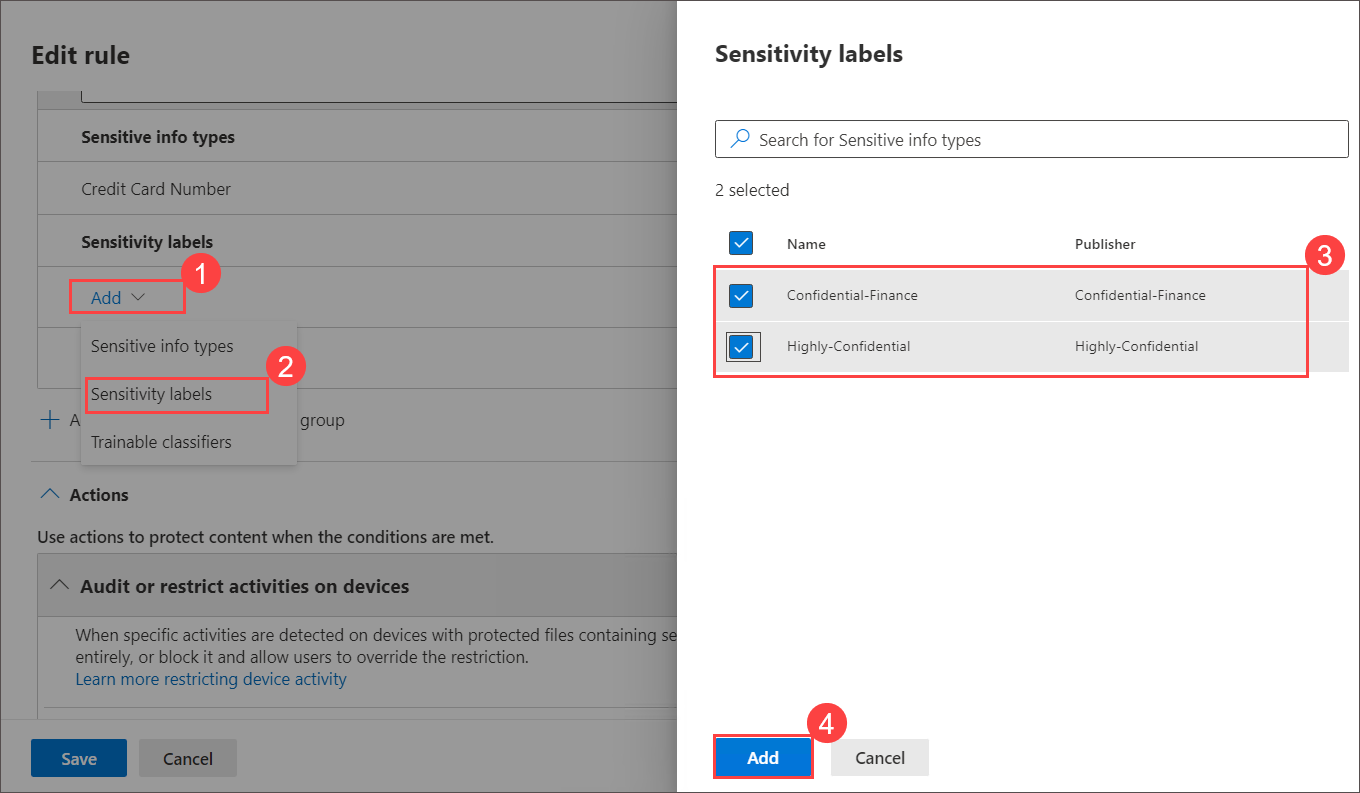 Edit rule
Sensitive info types
Credit Card Number
Sensitivity labels
1
Add
Sensitive info types
2
Sensitivity labels
A
group
Trainable classifiers
Actions
Use actions to protect content when the conditions are met.
Audit or restrict activities on devices
When specific activities are detected on devices with protected files containing se
entirely, or block it and allow users to override the restriction.
Learn more restricting device activity
Save
Cancel
Sensitivity labels
Search for Sensitive info types
2 selected
Name Publisher
3
Confidential-Finance Confidential-Finance
Highly-Confidential Highly-Confidential
4
Add
Cancel